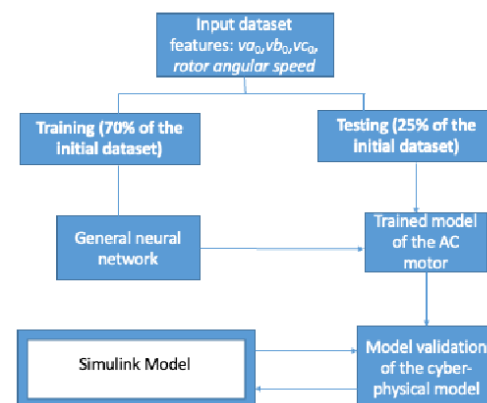 Input dataset
features: va₀,vb₀,vc₀,
rotor angular speed
Training (70% of the
initial dataset)
Testing (25% of the
initial dataset)
General neural
network
Trained model
of the AC
motor
Simulink Model
Model validation
of the cyber-
physical model